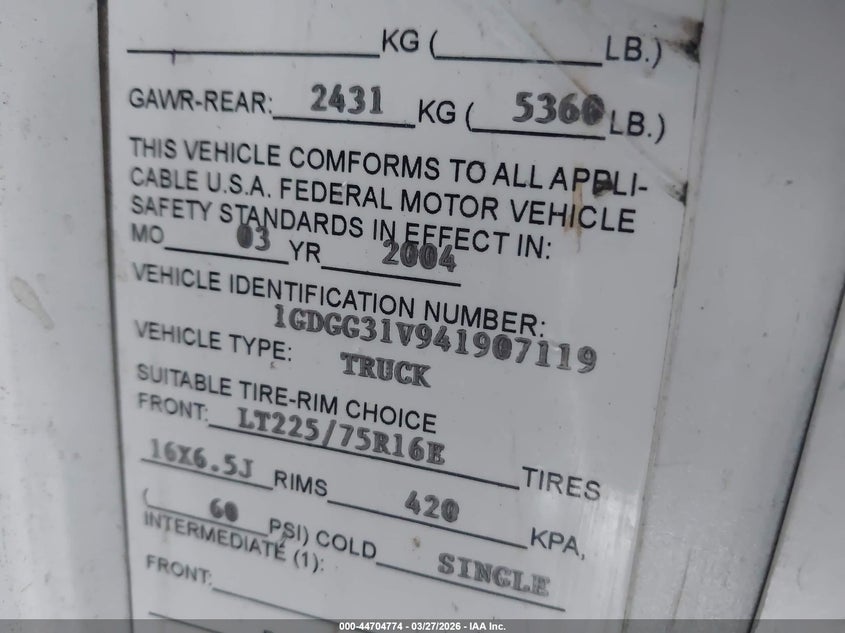 KG ( LB.)
GAWR-REAR: 2431 KG ( 5360 LB.)
THIS VEHICLE COMFORMS TO ALL APPLI-
CABLE U.S.A. FEDERAL MOTOR VEHICLE
SAFETY STANDARDS IN EFFECT IN:
MO 03 YR 2004
VEHICLE IDENTIFICATION NUMBER:
1GDGG31V941907119
VEHICLE TYPE: TRUCK
SUITABLE TIRE-RIM CHOICE
FRONT: LT225/75R16E TIRES
16X6.5J RIMS 420 KPA,
( 60 PSI) COLD SINGLE
INTERMEDIATE (1):
FRONT:
000-44704774 — 03/27/2026 — IAA Inc.